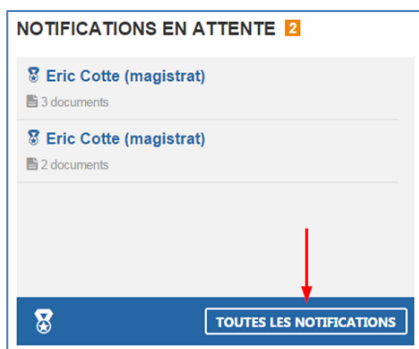 NOTIFICATIONS EN ATTENTE 2
Eric Cotte (magistrat)
3 documents
Eric Cotte (magistrat)
2 documents
TOUTES LES NOTIFICATIONS